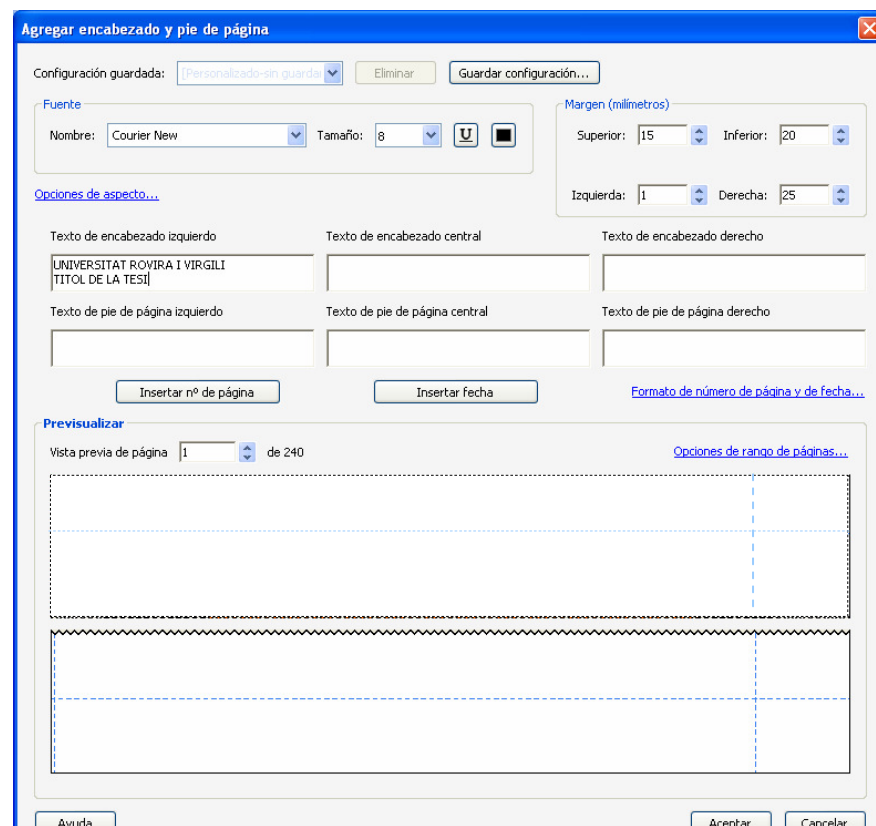 Agregar encabezado y pie de página
Configuración guardada: [Personalizado-sin guardar Eliminar Guardar configuración...
Fuente
Nombre: Courier New Tamaño: 8 U
Margen (milímetros)
Superior: 15 Inferior: 20
Izquierda: 1 Derecha: 25
Opciones de aspecto...
Texto de encabezado izquierdo Texto de encabezado central Texto de encabezado derecho
UNIVERSITAT ROVIRA I VIRGILI
TITOL DE LA TESI
Texto de pie de página izquierdo Texto de pie de página central Texto de pie de página derecho
Insertar nº de página Insertar fecha Formato de número de página y de fecha...
Previsualizar
Vista previa de página 1 de 240 Opciones de rango de páginas...
Ayuda Aceptar Cancelar